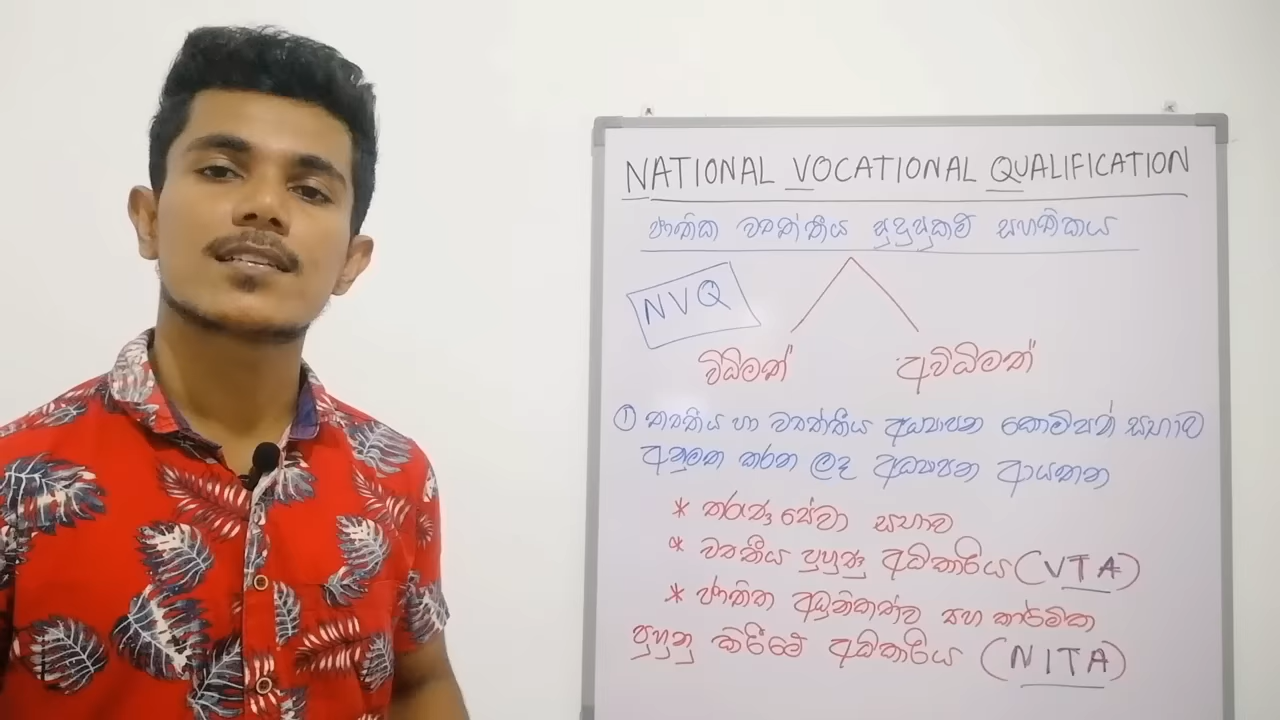 NATIONAL VOCATIONAL QUALIFICATION
ජාතික වෘත්තීය සුදුසුකම් සහතිකය
NVQ
විධිමත් අවිධිමත්
① තෘතීය හා වෘත්තීය අධ්‍යාපන කොමිසන් සභාව
අනුමත කරන ලද අධ්‍යාපන ආයතන
* තරුණ සේවා සභාව
* වෘත්තීය පුහුණු අධිකාරිය (VTA)
* ජාතික ආධුනිකත්ව සහ කාර්මික
පුහුනු කිරීමේ අධිකාරිය (NITA)